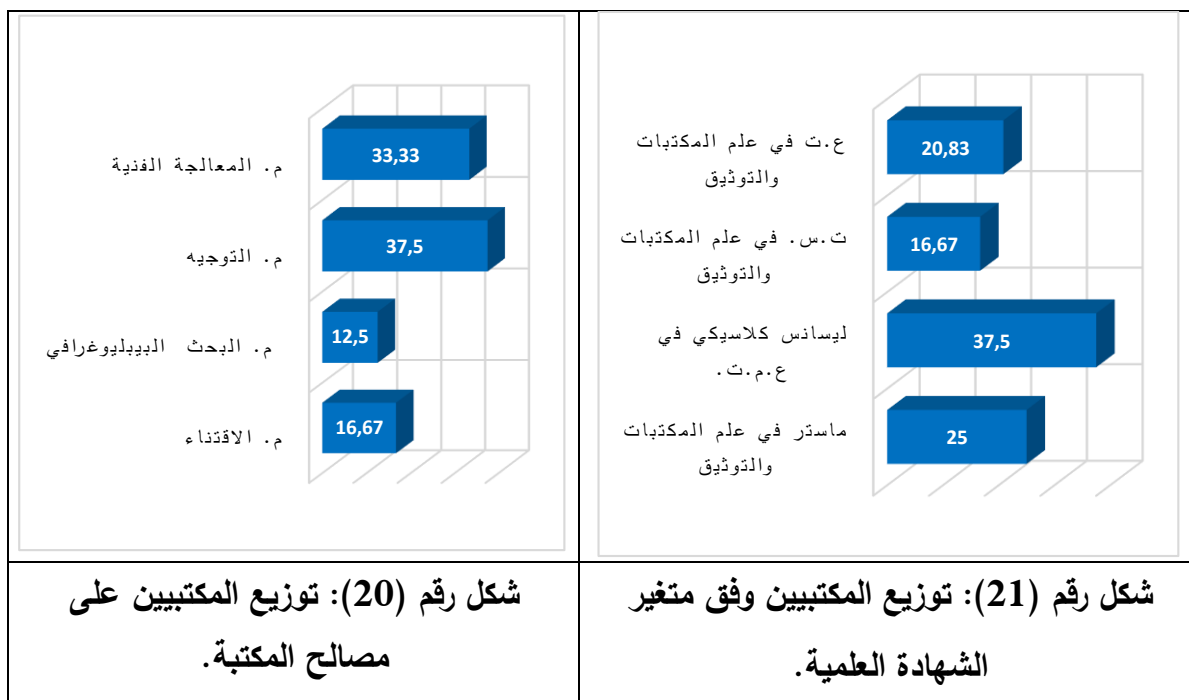 ع.ت في علم المكتبات
والتوثيق
20,83
ت.س. في علم المكتبات
والتوثيق
16,67
ليسانس كلاسيكي في
ع.م.ت.
37,5
ماستر في علم المكتبات
والتوثيق
25
شكل رقم (21): توزيع المكتبيين وفق متغير
الشهادة العلمية.
م. المعالجة الفنية
33,33
م. التوجيه
37,5
م. البحث البيبليوغرافي
12,5
م. الاقتناء
16,67
شكل رقم (20): توزيع المكتبيين على
مصالح المكتبة.